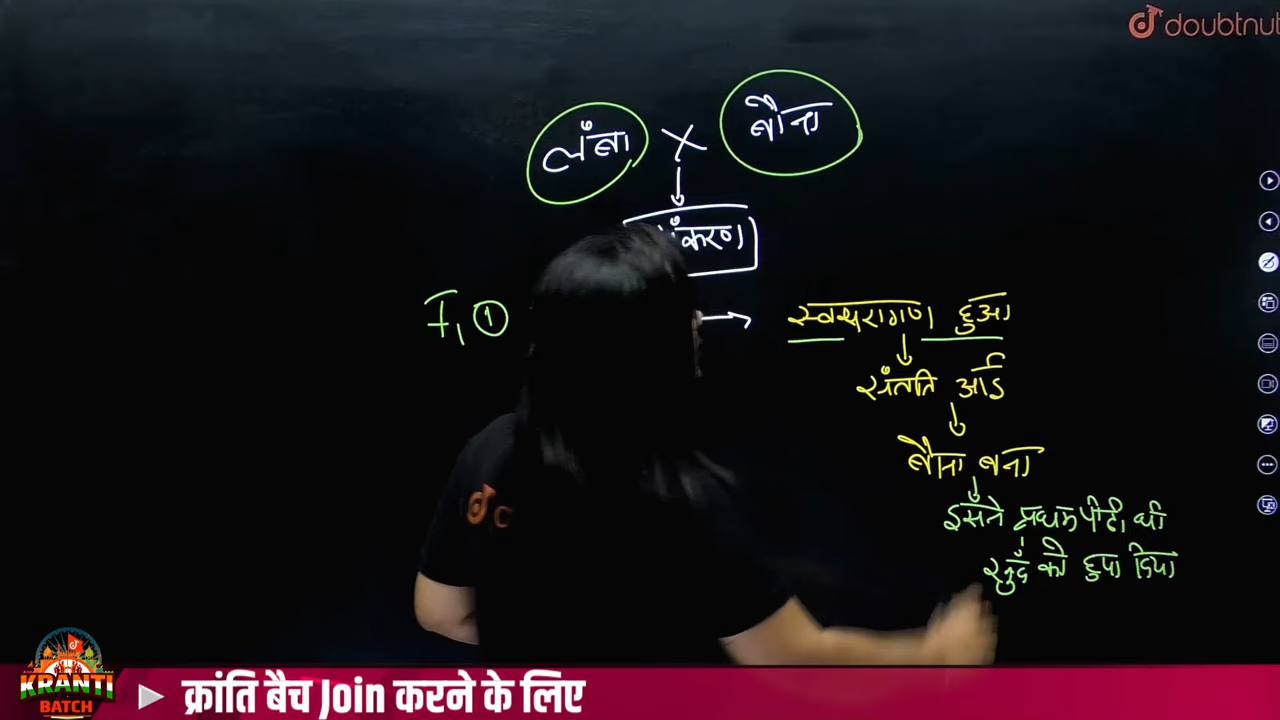 doubtnut
लंबा × बौना
F₁ ① → स्वपरागण हुआ
संतति आई
बौना बना
इसने प्रथम पीढ़ी थी
खुद को छुपा दिया
KRANTI
BATCH
क्रांति बैच Join करने के लिए